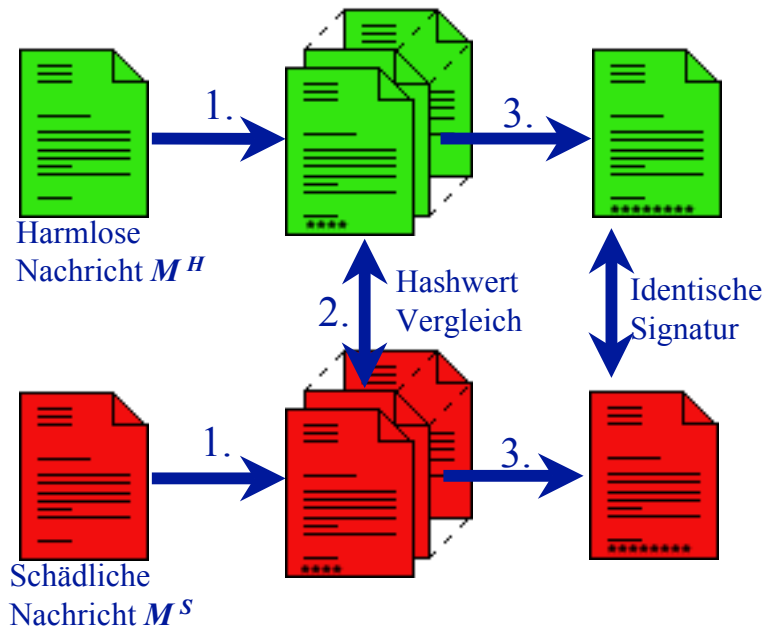 1.
3.
****
********
Harmlose
Nachricht M^H
2.
Hashwert
Vergleich
Identische
Signatur
1.
3.
****
********
Schädliche
Nachricht M^S